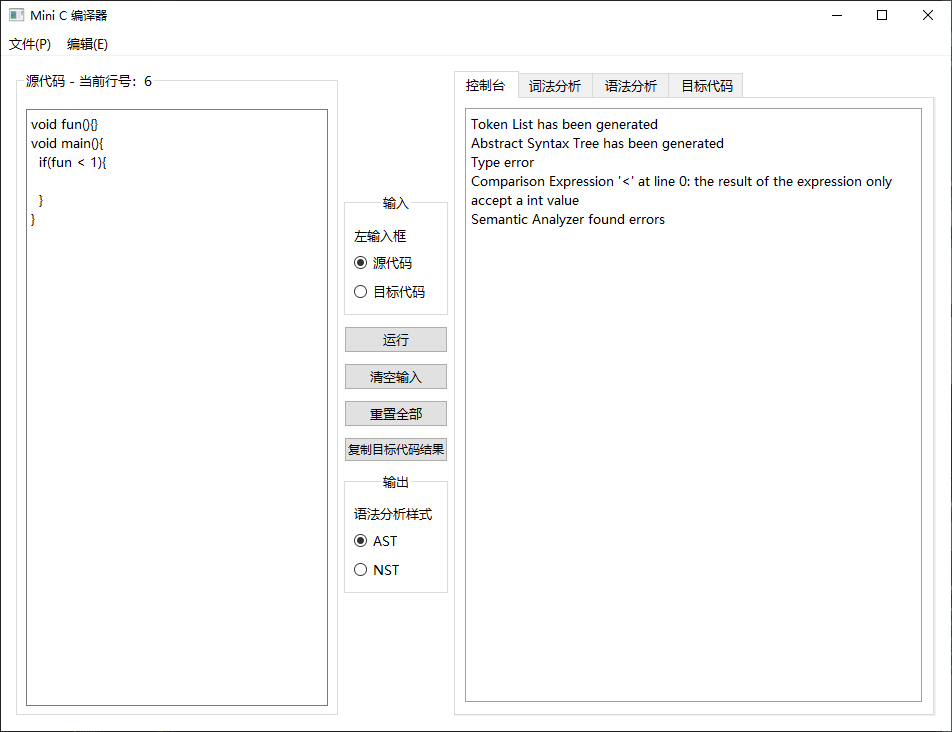 Mini C 编译器
文件(P) 编辑(E)
源代码 - 当前行号：6
void fun(){}
void main(){
  if(fun < 1){
  }
}
输入
左输入框
源代码
目标代码
运行
清空输入
重置全部
复制目标代码结果
输出
语法分析样式
AST
NST
控制台 词法分析 语法分析 目标代码
Token List has been generated
Abstract Syntax Tree has been generated
Type error
Comparison Expression '<' at line 0: the result of the expression only
accept a int value
Semantic Analyzer found errors